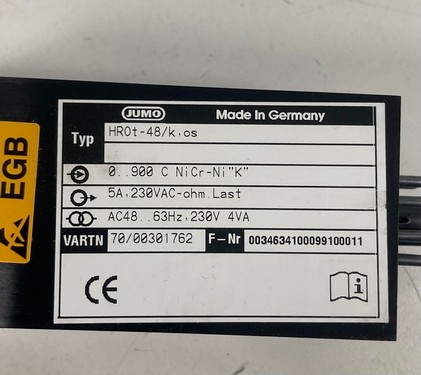 JUMO Made in Germany
Typ HROt-48/k,os
0..900 C NiCr-Ni"K"
5A,230VAC-ohm.Last
AC48..63Hz,230V 4VA
VARTN 70/00301762 F-Nr 0034634100099100011
CE
i
EGB